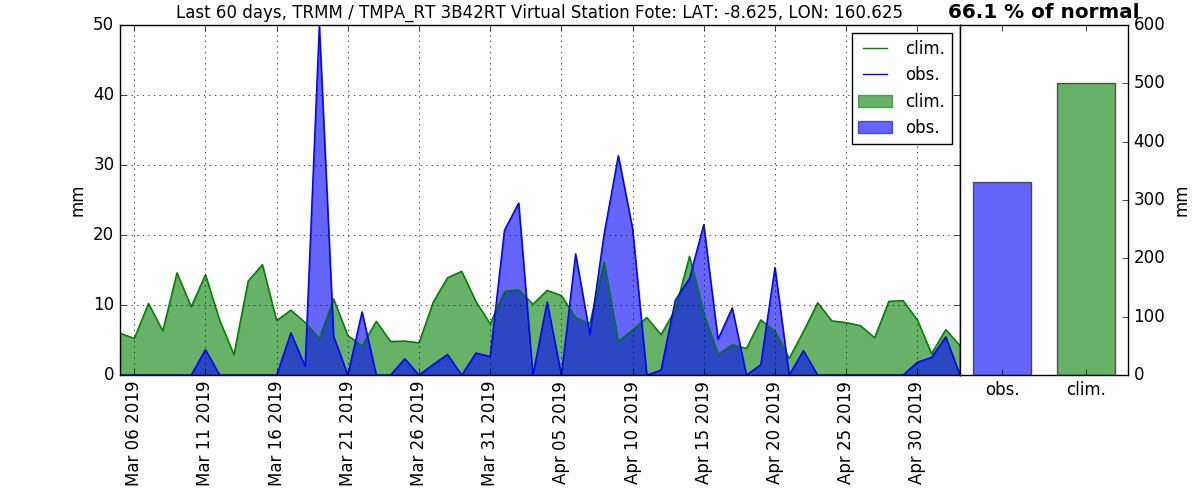 Last 60 days, TRMM / TMPA_RT 3B42RT Virtual Station Fote: LAT: -8.625, LON: 160.625
66.1 % of normal
50
40
30
20
10
0
mm
clim.
obs.
clim.
obs.
600
500
400
300
200
100
0
mm
obs.
clim.
Mar 06 2019
Mar 11 2019
Mar 16 2019
Mar 21 2019
Mar 26 2019
Mar 31 2019
Apr 05 2019
Apr 10 2019
Apr 15 2019
Apr 20 2019
Apr 25 2019
Apr 30 2019